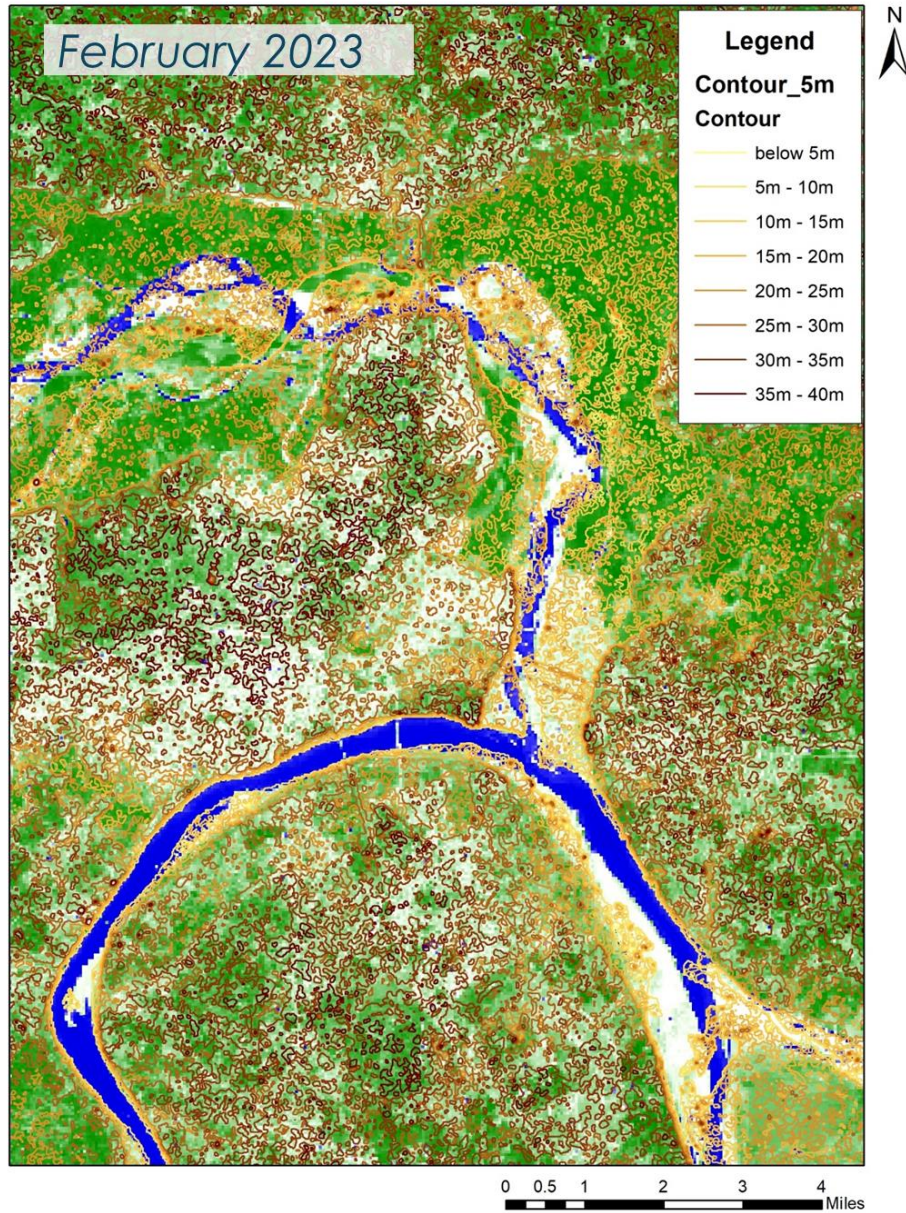 February 2023
N
Legend
Contour_5m
Contour
below 5m
5m - 10m
10m - 15m
15m - 20m
20m - 25m
25m - 30m
30m - 35m
35m - 40m
0 0.5 1 2 3 4
Miles